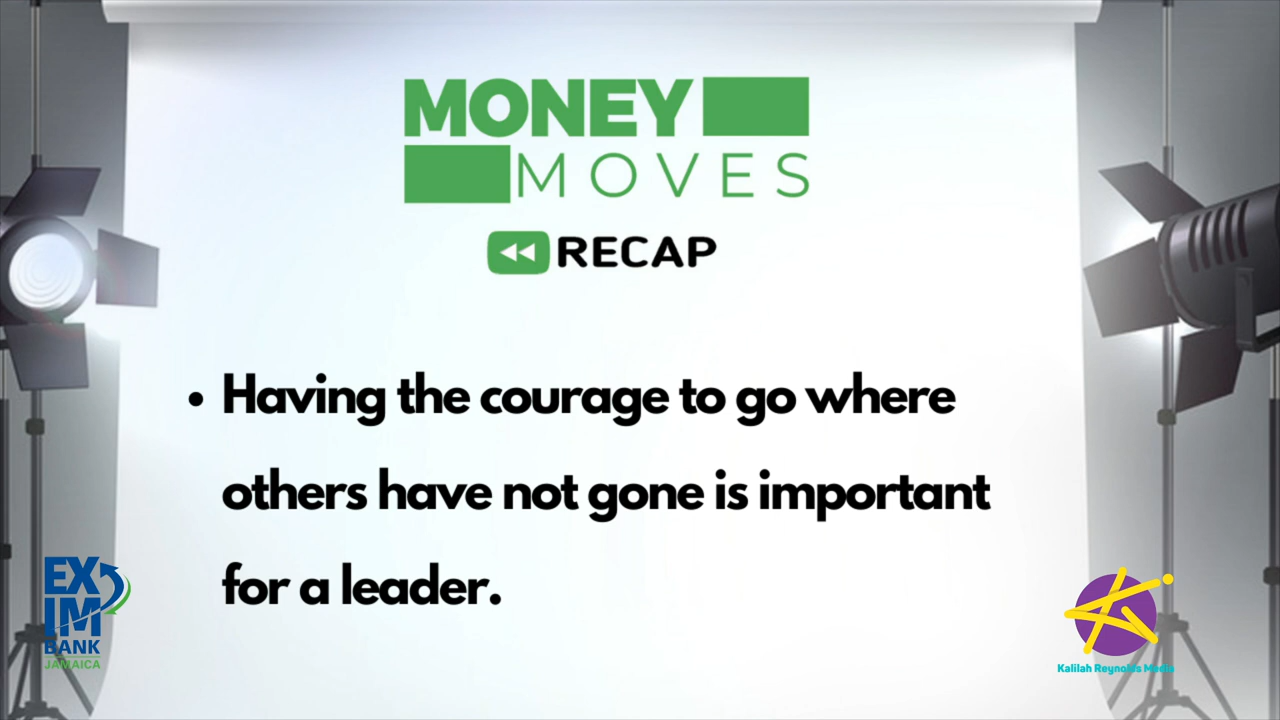 MONEY
MOVES
RECAP
• Having the courage to go where
others have not gone is important
for a leader.
EX
IM
BANK
JAMAICA
Kalilah Reynolds Media